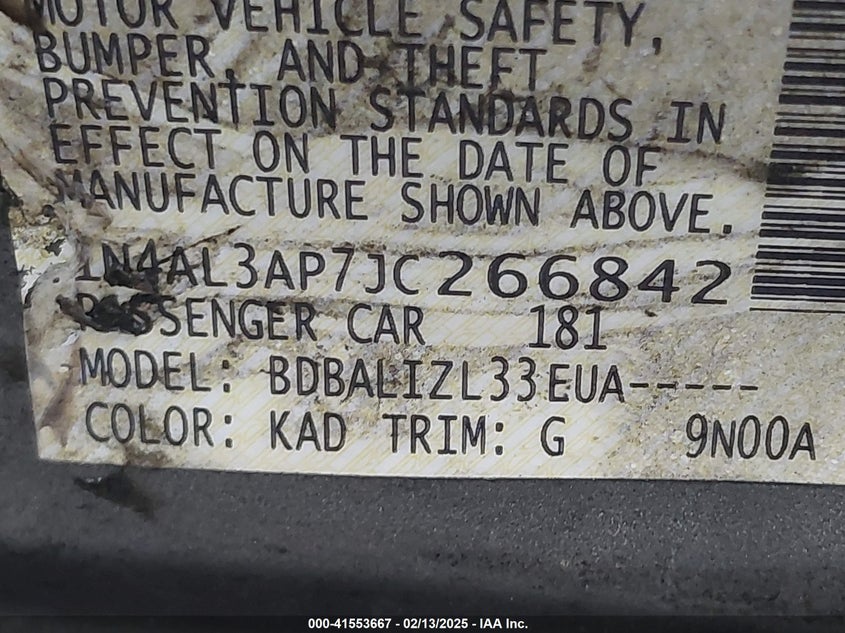 MOTOR VEHICLE SAFETY,
BUMPER, AND THEFT
PREVENTION STANDARDS IN
EFFECT ON THE DATE OF
MANUFACTURE SHOWN ABOVE.
1N4AL3AP7JC266842
PASSENGER CAR 181
MODEL: BDBALIZL33EUA-----
COLOR: KAD TRIM: G 9N00A
000-41553667 - 02/13/2025 - IAA Inc.